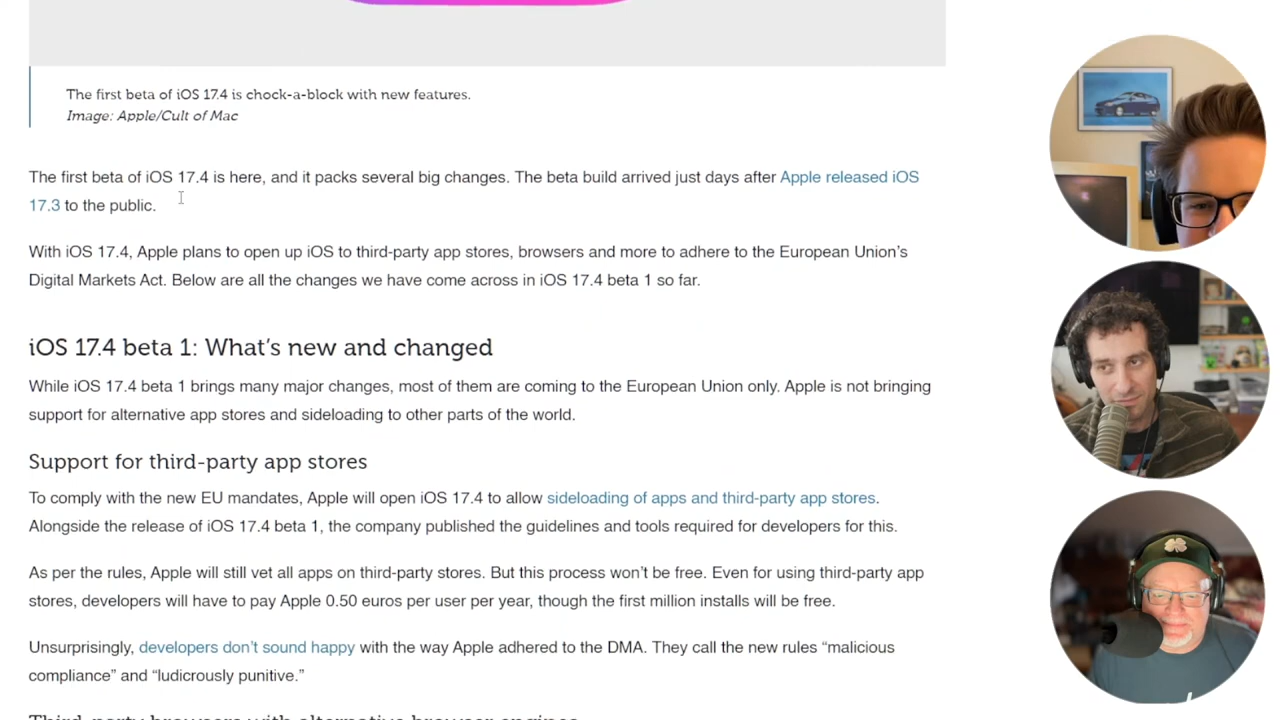 The first beta of iOS 17.4 is chock-a-block with new features.
Image: Apple/Cult of Mac
The first beta of iOS 17.4 is here, and it packs several big changes. The beta build arrived just days after Apple released iOS
17.3 to the public.
With iOS 17.4, Apple plans to open up iOS to third-party app stores, browsers and more to adhere to the European Union’s
Digital Markets Act. Below are all the changes we have come across in iOS 17.4 beta 1 so far.
iOS 17.4 beta 1: What’s new and changed
While iOS 17.4 beta 1 brings many major changes, most of them are coming to the European Union only. Apple is not bringing
support for alternative app stores and sideloading to other parts of the world.
Support for third-party app stores
To comply with the new EU mandates, Apple will open iOS 17.4 to allow sideloading of apps and third-party app stores.
Alongside the release of iOS 17.4 beta 1, the company published the guidelines and tools required for developers for this.
As per the rules, Apple will still vet all apps on third-party stores. But this process won’t be free. Even for using third-party app
stores, developers will have to pay Apple 0.50 euros per user per year, though the first million installs will be free.
Unsurprisingly, developers don’t sound happy with the way Apple adhered to the DMA. They call the new rules “malicious
compliance” and “ludicrously punitive.”
Third-party browsers with alternative browser engines